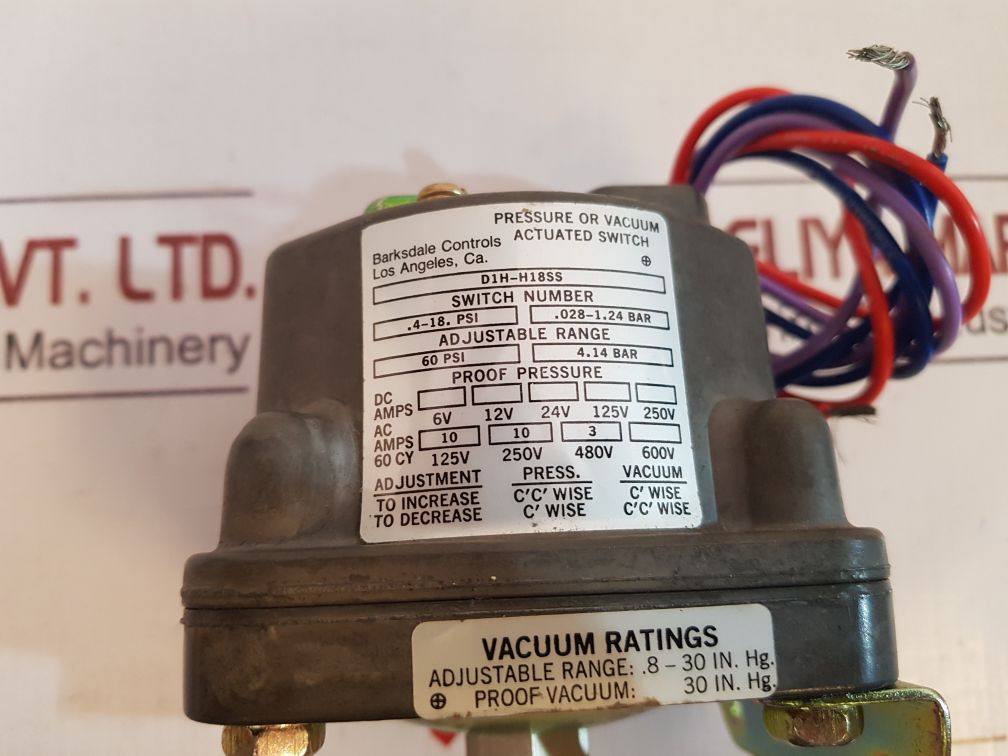 PRESSURE OR VACUUM
ACTUATED SWITCH
Barksdale Controls
Los Angeles, Ca.
D1H-H18SS
SWITCH NUMBER
.4-18. PSI .028-1.24 BAR
ADJUSTABLE RANGE
60 PSI 4.14 BAR
PROOF PRESSURE
DC
AMPS
6V 12V 24V 125V 250V
AC
AMPS 10 10 3
60 CY 125V 250V 480V 600V
ADJUSTMENT PRESS. VACUUM
TO INCREASE C'C' WISE C' WISE
TO DECREASE C' WISE C'C' WISE
VACUUM RATINGS
ADJUSTABLE RANGE: .8 - 30 IN. Hg.
PROOF VACUUM: 30 IN. Hg.
VT. LTD.
Machinery